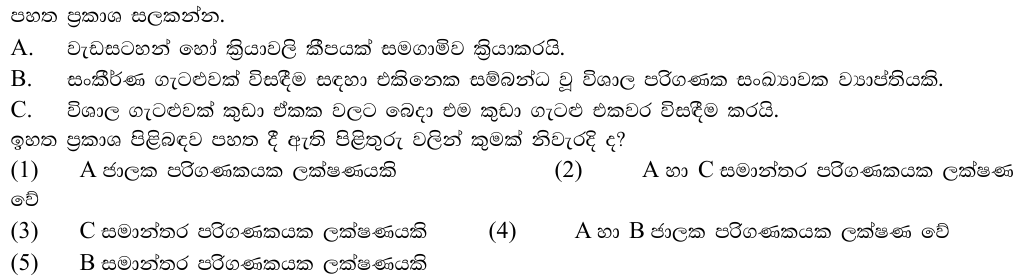 පහත ප්‍රකාශ සලකන්න.
A. වැඩසටහන් හෝ ක්‍රියාවලි කීපයක් සමගාමිව ක්‍රියාකරයි.
B. සංකීර්ණ ගැටළුවක් විසඳීම සඳහා එකිනෙක සම්බන්ධ වූ විශාල පරිගණක සංඛ්‍යාවක ව්‍යාප්තියකි.
C. විශාල ගැටළුවක් කුඩා ඒකක වලට බෙදා එම කුඩා ගැටළු එකවර විසඳීම කරයි.
ඉහත ප්‍රකාශ පිළිබඳව පහත දී ඇති පිළිතුරු වලින් කුමක් නිවැරදි ද?
(1) A ජාලක පරිගණකයක ලක්ෂණයකි (2) A හා C සමාන්තර පරිගණකයක ලක්ෂණ
වේ
(3) C සමාන්තර පරිගණකයක ලක්ෂණයකි (4) A හා B ජාලක පරිගණකයක ලක්ෂණ වේ
(5) B සමාන්තර පරිගණකයක ලක්ෂණයකි